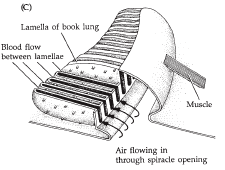 (C)
Lamella of book lung
Blood flow
between lamellae
Muscle
Air flowing in
through spiracle opening